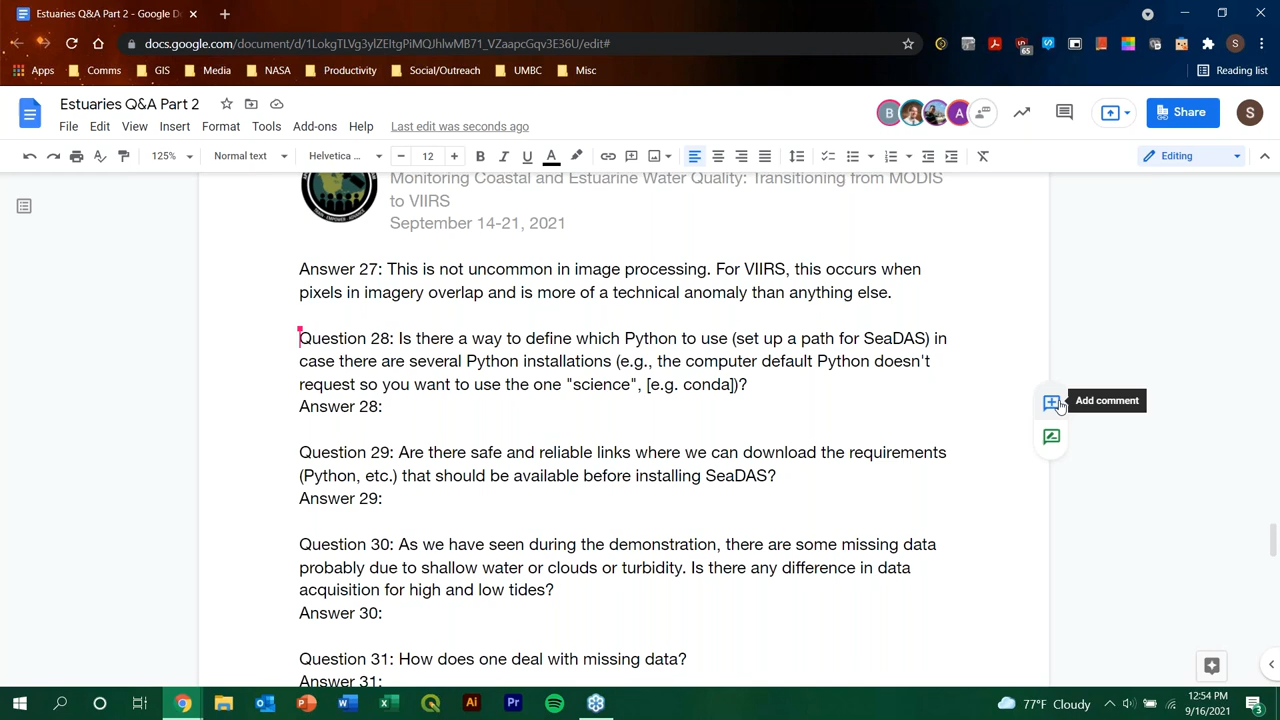 Estuaries Q&A Part 2 - Google D
docs.google.com/document/d/1LokgTLVg3ylZEItgPiMQJhlwMB71_VZaapcGqv3E36U/edit#
65
S
Apps
Comms
GIS
Media
NASA
Productivity
Social/Outreach
UMBC
Misc
Reading list
Estuaries Q&A Part 2
B
A
Share
S
File Edit View Insert Format Tools Add-ons Help Last edit was seconds ago
125% Normal text Helvetica ... 12 B I U A Editing
Monitoring Coastal and Estuarine Water Quality: Transitioning from MODIS
to VIIRS
September 14-21, 2021
Answer 27: This is not uncommon in image processing. For VIIRS, this occurs when
pixels in imagery overlap and is more of a technical anomaly than anything else.
Question 28: Is there a way to define which Python to use (set up a path for SeaDAS) in
case there are several Python installations (e.g., the computer default Python doesn't
request so you want to use the one "science", [e.g. conda])?
Answer 28:
Add comment
Question 29: Are there safe and reliable links where we can download the requirements
(Python, etc.) that should be available before installing SeaDAS?
Answer 29:
Question 30: As we have seen during the demonstration, there are some missing data
probably due to shallow water or clouds or turbidity. Is there any difference in data
acquisition for high and low tides?
Answer 30:
Question 31: How does one deal with missing data?
Answer 31:
77°F Cloudy
12:54 PM
9/16/2021
3